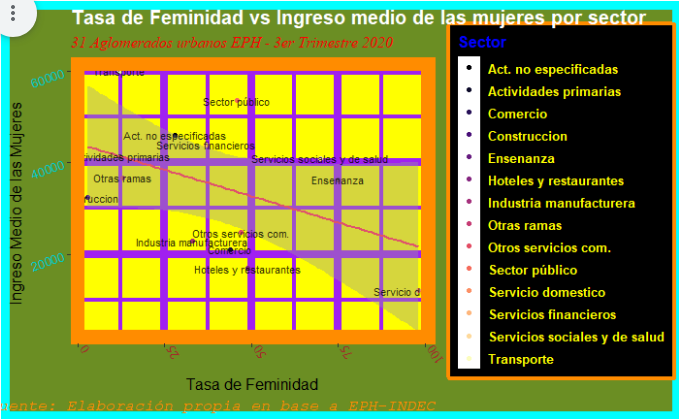 Tasa de Feminidad vs Ingreso medio de las mujeres por sector
31 Aglomerados urbanos EPH - 3er Trimestre 2020
Sector
Act. no especificadas
Actividades primarias
Comercio
Construccion
Ensenanza
Hoteles y restaurantes
Industria manufacturera
Otras ramas
Otros servicios com.
Sector público
Servicio domestico
Servicios financieros
Servicios sociales y de salud
Transporte
Ingreso Medio de las Mujeres
60000
40000
20000
Transporte
Sector público
Act. no especificadas
Servicios financieros
vidades primarias
Servicios sociales y de salud
Otras ramas
Ensenanza
uccion
Otros servicios com.
Industria manufacturera
Comercio
Hoteles y restaurantes
Servicio d
0
25
50
75
100
Tasa de Feminidad
uente: Elaboración propia en base a EPH-INDEC